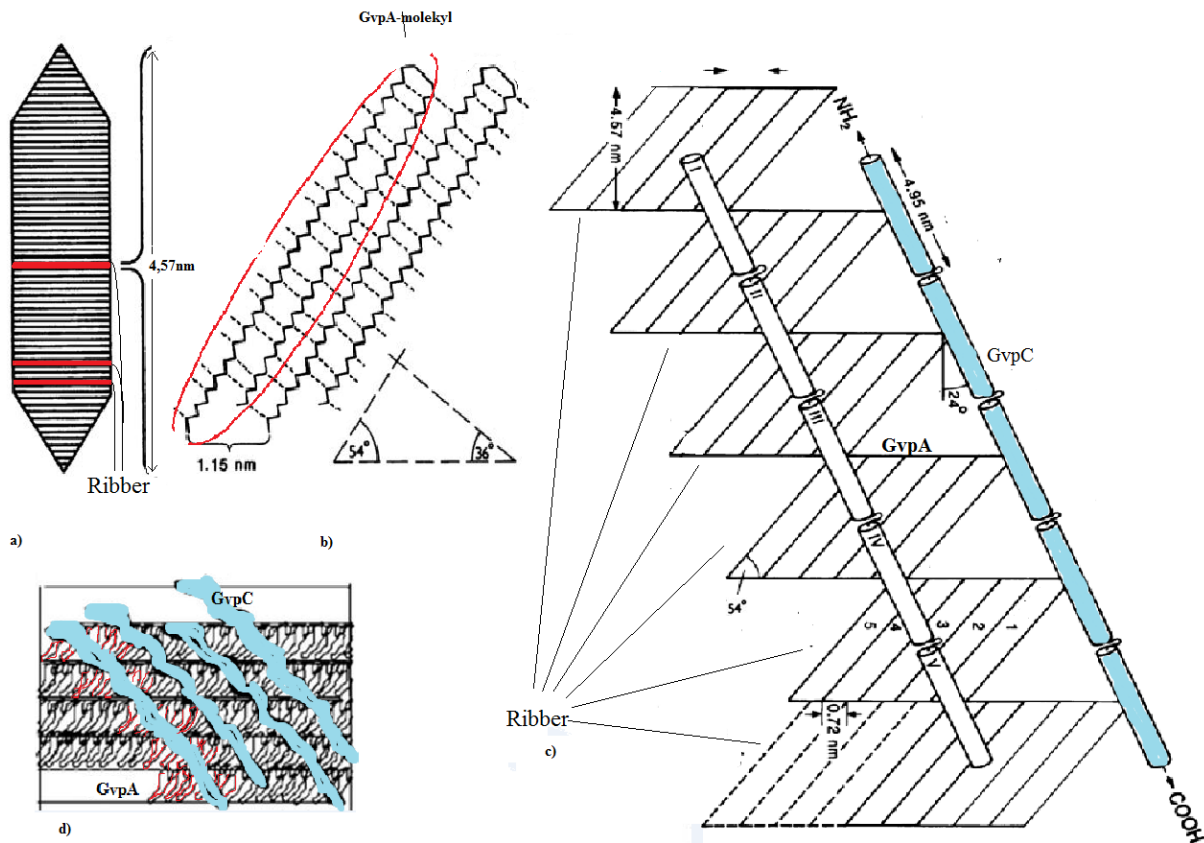 GvpA-molekyl
4,57nm
Ribber
a)
1.15 nm
54°
36°
b)
4.57 nm
NH₂
4.95 nm
I
II
III
IV
V
GvpC
24°
GvpA
54°
5 4 3 2 1
0.72 nm
Ribber
c)
COOH
GvpC
GvpA
d)